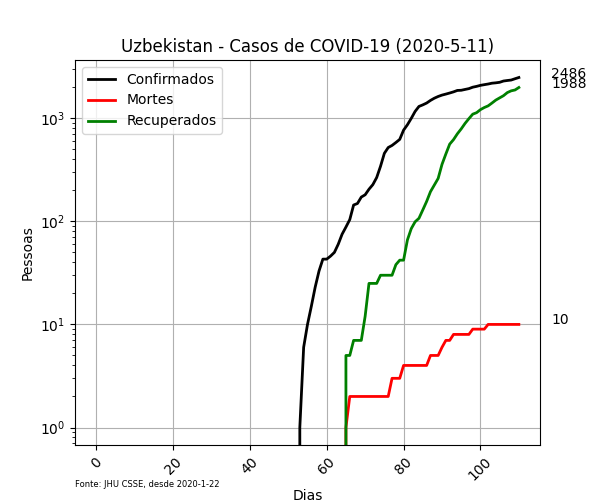 Uzbekistan - Casos de COVID-19 (2020-5-11)
Confirmados
Mortes
Recuperados
2486
1988
10
10³
10²
10¹
10⁰
Pessoas
0
20
40
60
80
100
Fonte: JHU CSSE, desde 2020-1-22
Dias